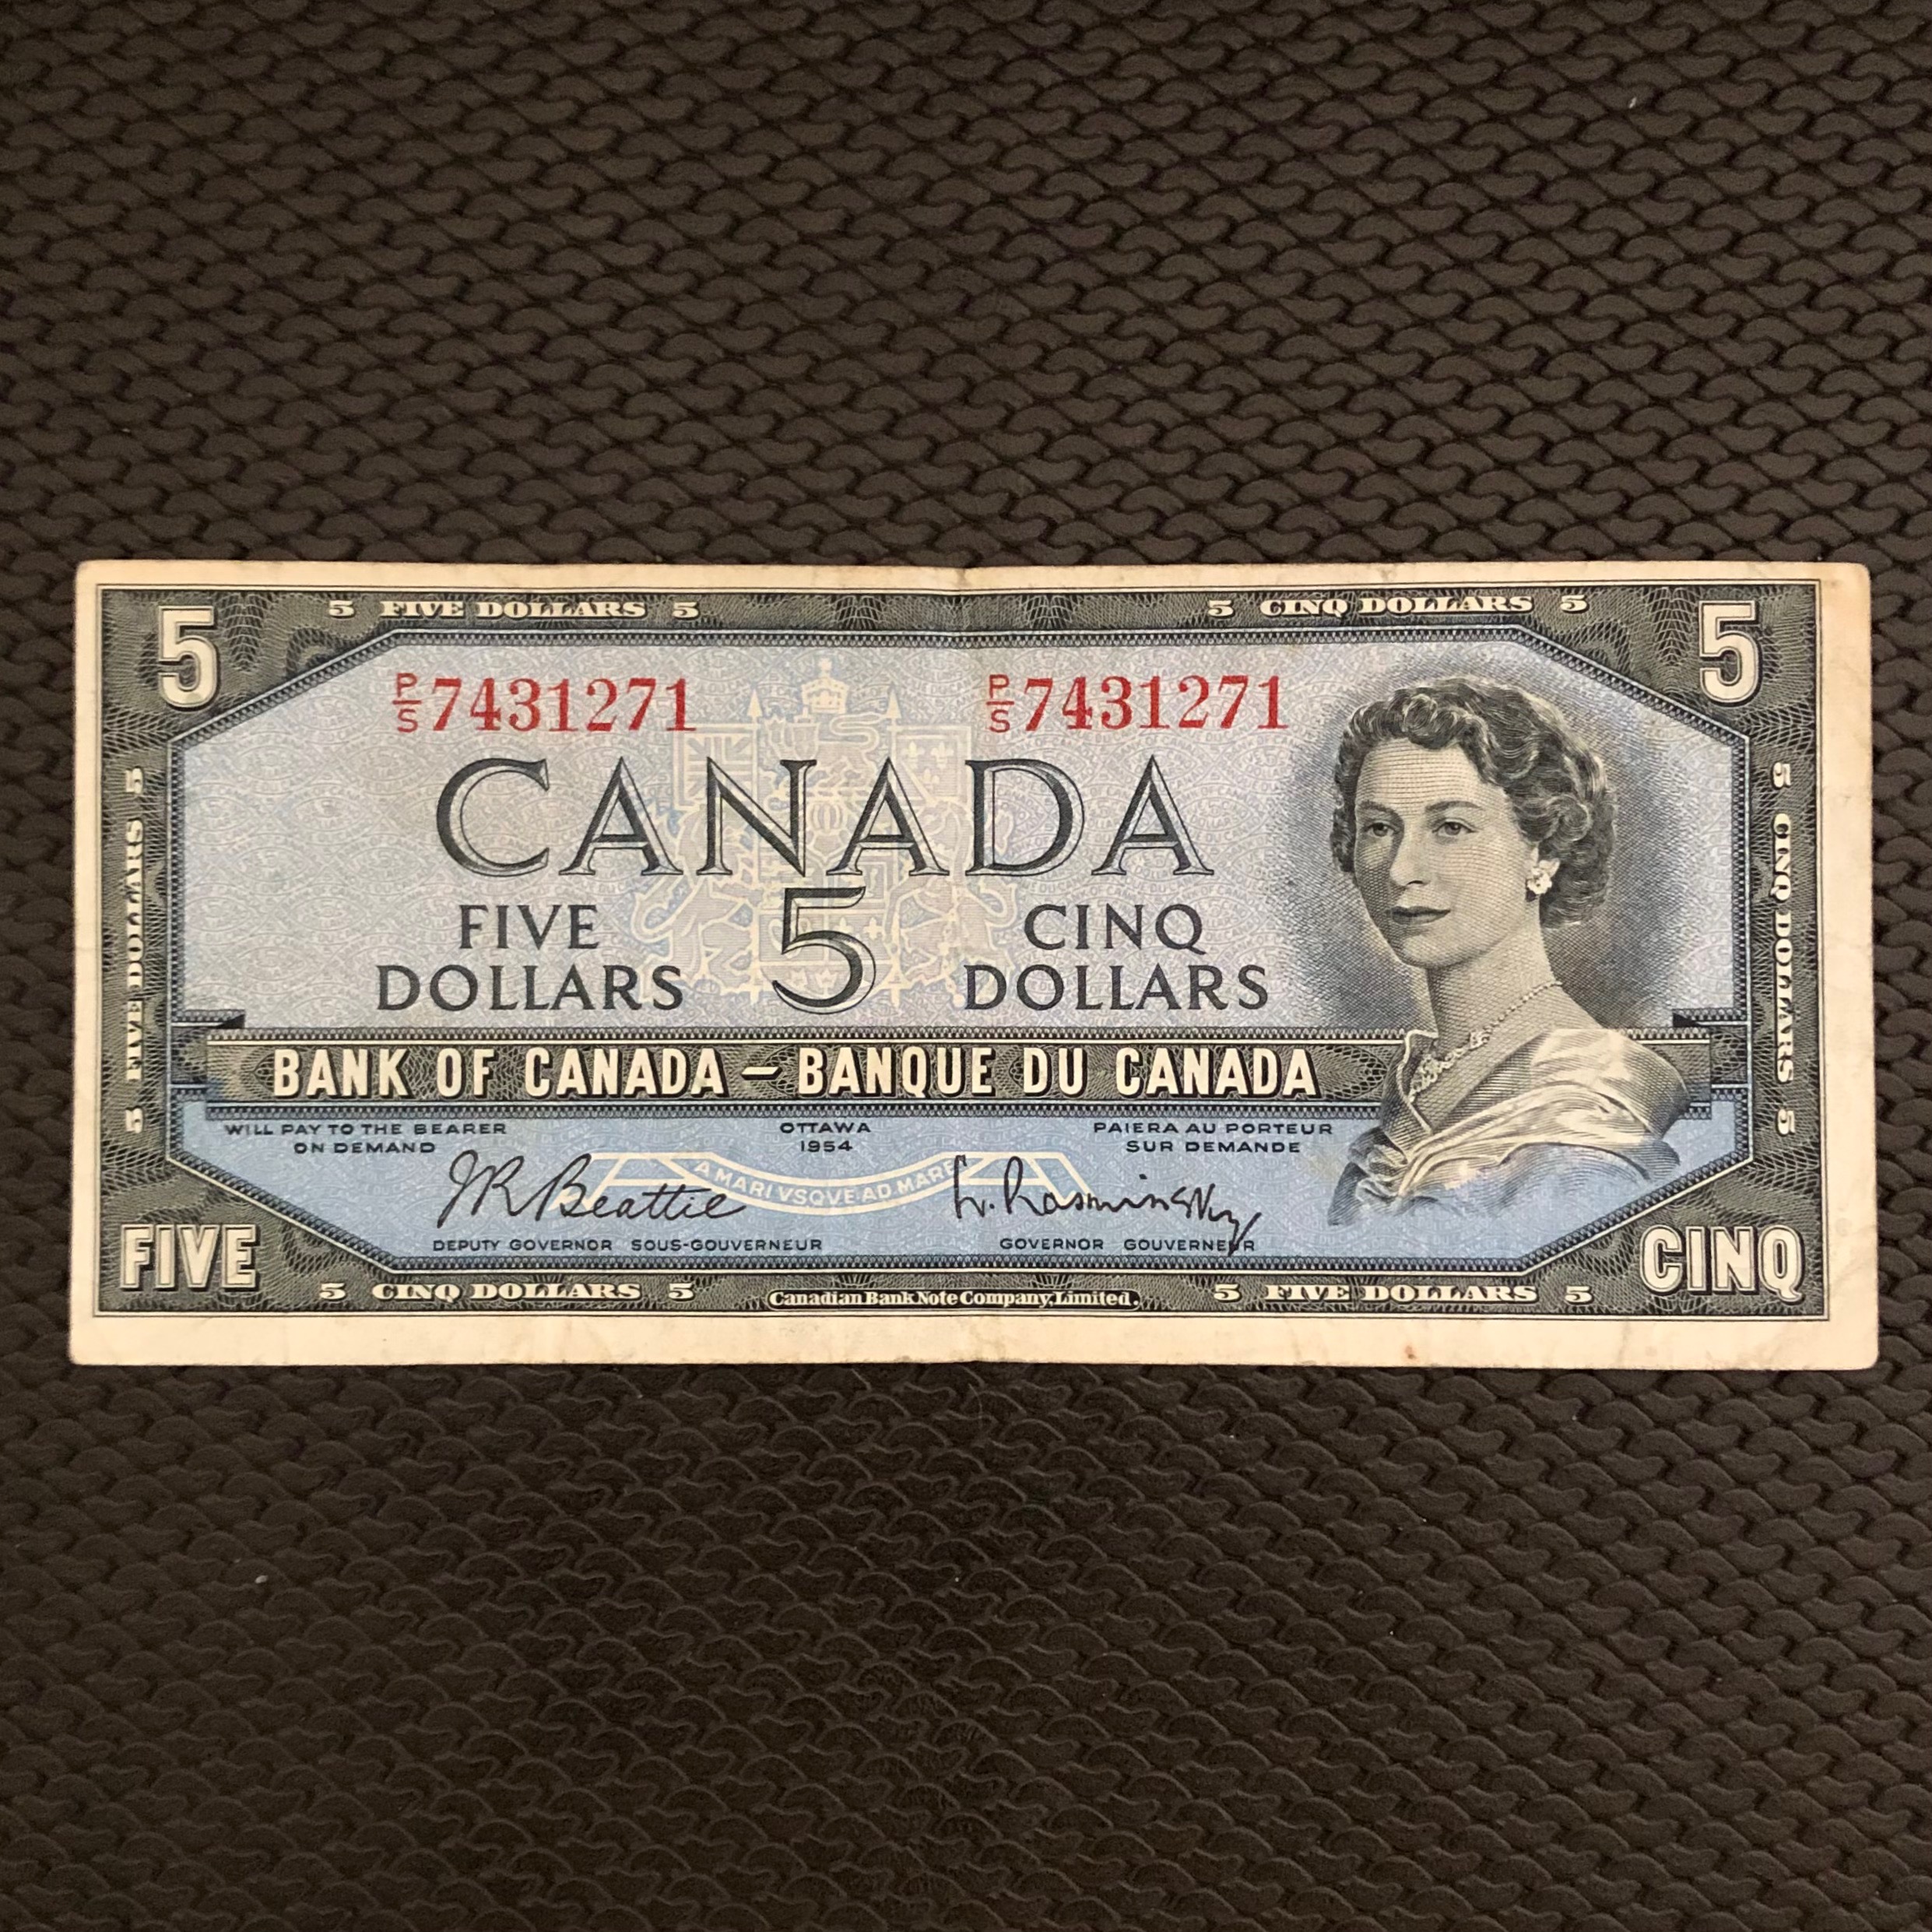 5 FIVE DOLLARS 5
5 CINQ DOLLARS 5
5
5
P/S 7431271
P/S 7431271
CANADA
FIVE DOLLARS
5
CINQ DOLLARS
5 FIVE DOLLARS 5
5 CINQ DOLLARS 5
BANK OF CANADA – BANQUE DU CANADA
WILL PAY TO THE BEARER
ON DEMAND
OTTAWA
1954
PAIERA AU PORTEUR
SUR DEMANDE
A MARI VSQVE AD MARE
JR Beattie
L. Rasminsky
DEPUTY GOVERNOR SOUS-GOUVERNEUR
GOVERNOR GOUVERNEUR
FIVE
CINQ
5 CINQ DOLLARS 5
Canadian Bank Note Company, Limited.
5 FIVE DOLLARS 5